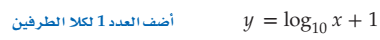 y = log₁₀ x + 1
أضف العدد 1 لكلا الطرفين